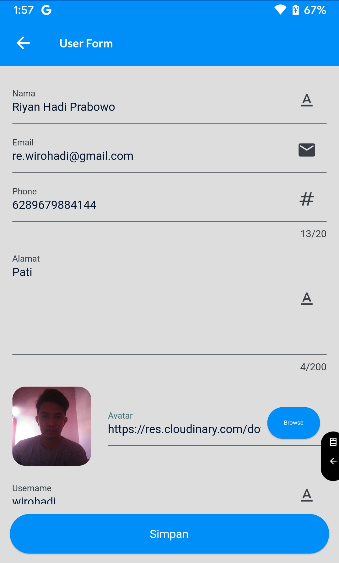 1:57 G 67%
User Form
Nama
Riyan Hadi Prabowo
A
Email
re.wirohadi@gmail.com
Phone
6289679884144
#
13/20
Alamat
Pati
A
4/200
Avatar
https://res.cloudinary.com/do
Browse
Username
wirohadi
A
Simpan